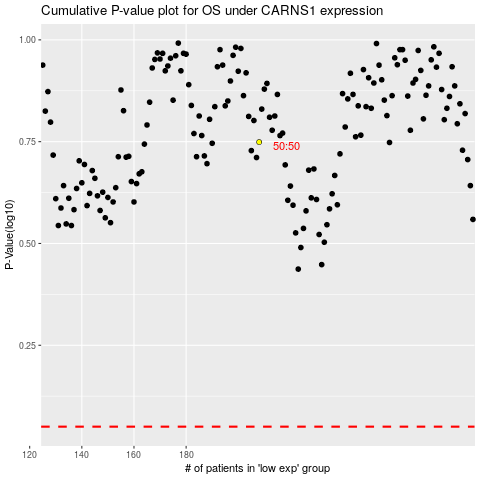 Cumulative P-value plot for OS under CARNS1 expression
P-Value(log10)
1.00
0.75
0.50
0.25
50:50
120 140 160 180
# of patients in 'low exp' group